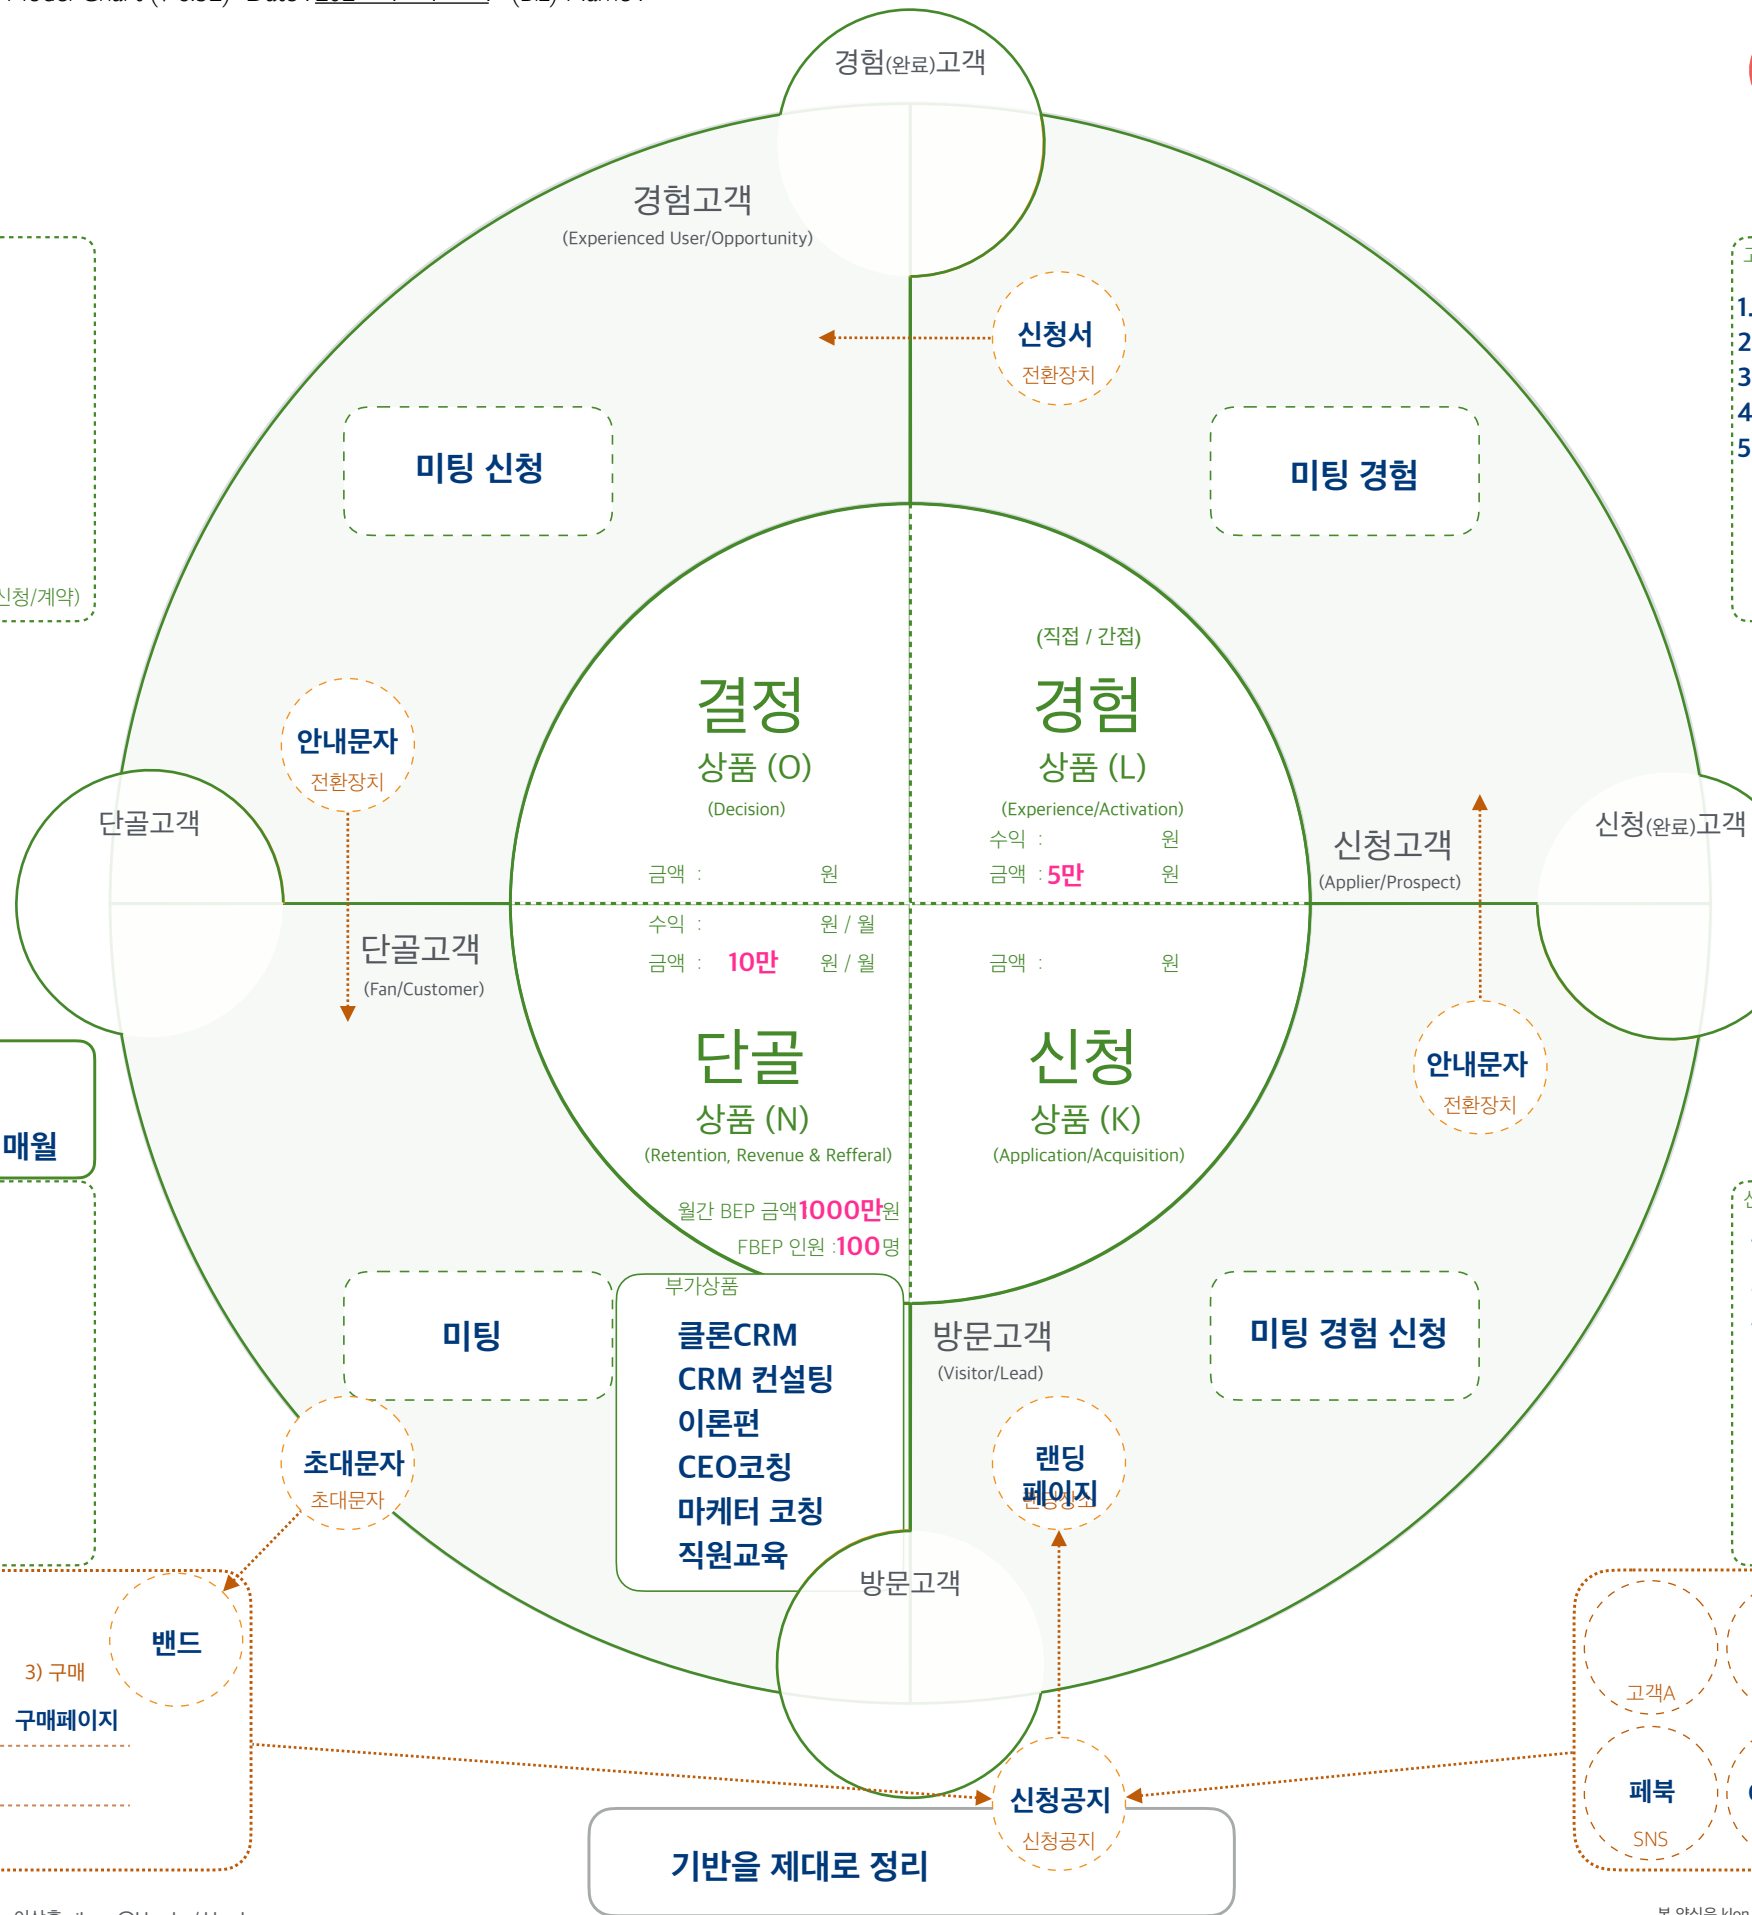 경험(완료)고객
경험고객
(Experienced User/Opportunity)
신청서
전환장치
1.
2
3
4
5
미팅 신청
미팅 경험
신청/계약)
(직접 / 간접)
결정
상품 (O)
(Decision)
금액 : 원
경험
상품 (L)
(Experience/Activation)
수익 : 원
금액 : 5만 원
안내문자
전환장치
단골고객
신청고객
(Applier/Prospect)
신청(완료)고객
수익 : 원 / 월
금액 : 10만 원 / 월
금액 : 원
단골고객
(Fan/Customer)
단골
상품 (N)
(Retention, Revenue & Refferal)
신청
상품 (K)
(Application/Acquisition)
안내문자
전환장치
매월
월간 BEP 금액 1000만원
FBEP 인원 :100명
부가상품
클론CRM
CRM 컨설팅
이론편
CEO코칭
마케터 코칭
직원교육
미팅
방문고객
(Visitor/Lead)
미팅 경험 신청
초대문자
초대문자
랜딩
페이지
방문고객
밴드
3) 구매
구매페이지
고객A
페북
SNS
신청공지
신청공지
기반을 제대로 정리